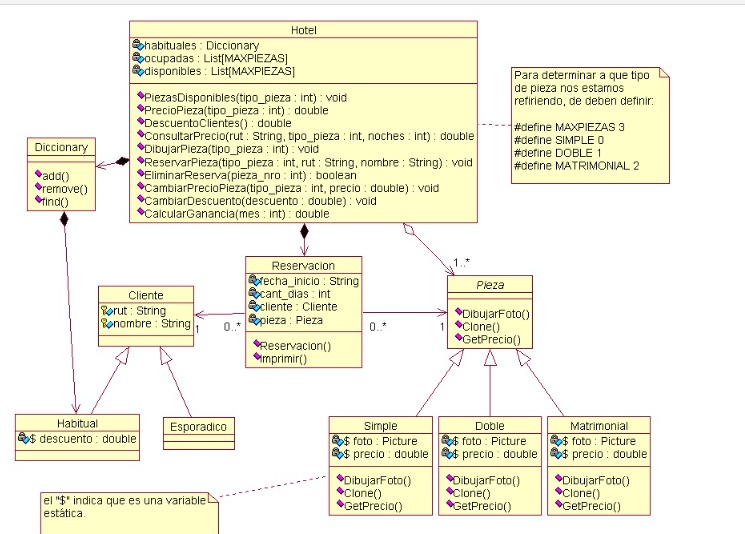 Hotel
habituales : Diccionary
ocupadas : List[MAXPIEZAS]
disponibles : List[MAXPIEZAS]
PiezasDisponibles(tipo_pieza : int) : void
PrecioPieza(tipo_pieza : int) : double
DescuentoClientes() : double
ConsultarPrecio(rut : String, tipo_pieza : int, noches : int) : double
DibujarPieza(tipo_pieza : int) : void
ReservarPieza(tipo_pieza : int, rut : String, nombre : String) : void
EliminarReserva(pieza_nro : int) : boolean
CambiarPrecioPieza(tipo_pieza : int, precio : double) : void
CambiarDescuento(descuento : double) : void
CalcularGanancia(mes : int) : double
Para determinar a que tipo
de pieza nos estamos
refiriendo, de deben definir:
#define MAXPIEZAS 3
#define SIMPLE 0
#define DOBLE 1
#define MATRIMONIAL 2
Diccionary
add()
remove()
find()
1..*
Reservacion
fecha_inicio : String
cant_dias : int
cliente : Cliente
pieza : Pieza
Reservacion()
Imprimir()
Cliente
rut : String
nombre : String
1
0..*
0..*
1
Pieza
DibujarFoto()
Clone()
GetPrecio()
Habitual
$ descuento : double
Esporadico
Simple
$ foto : Picture
$ precio : double
DibujarFoto()
Clone()
GetPrecio()
Doble
$ foto : Picture
$ precio : double
DibujarFoto()
Clone()
GetPrecio()
Matrimonial
$ foto : Picture
$ precio : double
DibujarFoto()
Clone()
GetPrecio()
el "$" indica que es una variable
estática.